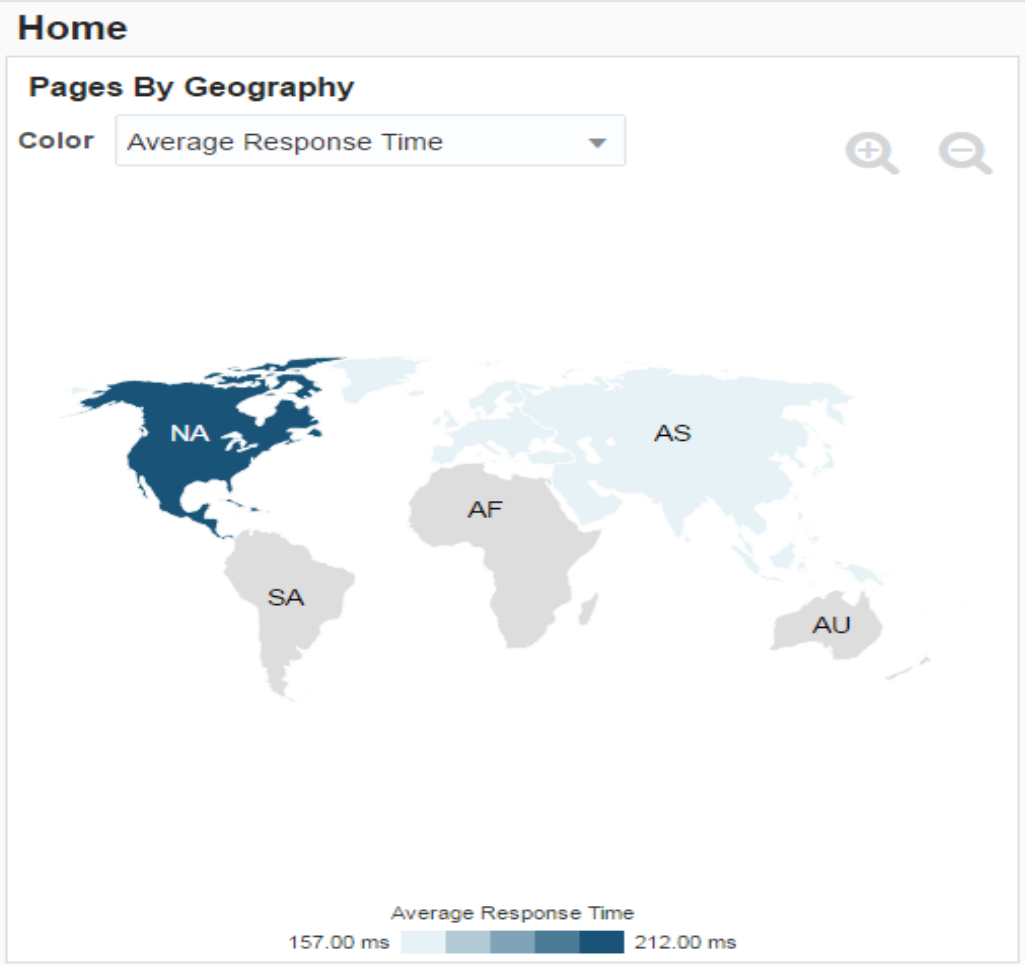 Home
Pages By Geography
Color Average Response Time
NA
AS
AF
SA
AU
Average Response Time
157.00 ms 212.00 ms